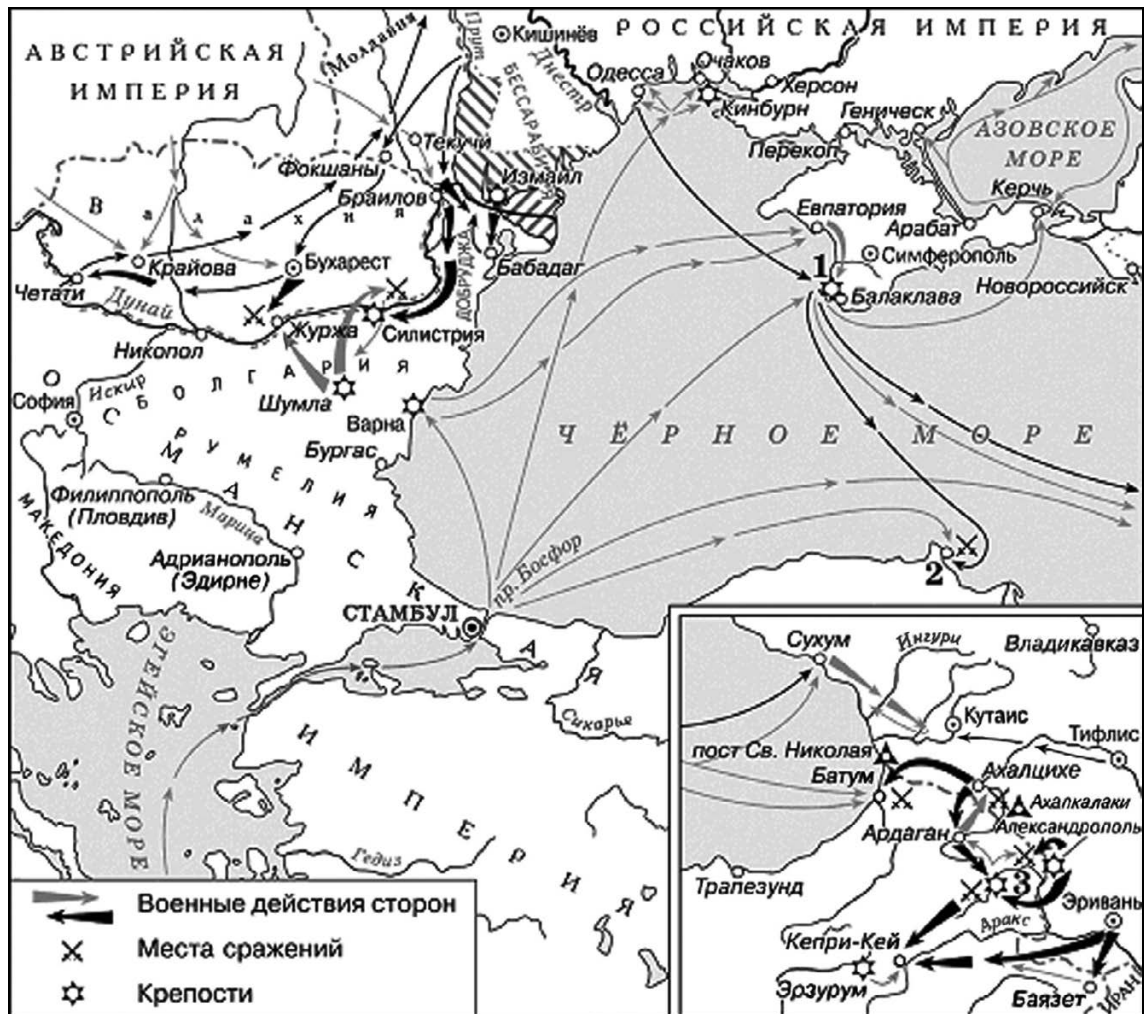 АВСТРИЙСКАЯ
ИМПЕРИЯ
РОССИЙСКАЯ ИМПЕРИЯ
Молдавия
Прут
Кишинёв
Днестр
БЕССАРАБИЯ
Одесса
Очаков
Херсон
Кинбурн
Геническ
Перекоп
АЗОВСКОЕ
МОРЕ
Керчь
Текучи
Фокшаны
Измаил
Браилов
Валахия
Евпатория
Арабат
Симферополь
1
Балаклава
Новороссийск
Крайова
Бухарест
Бабадаг
ДОБРУДЖА
Четати
Дунай
Журжа
Силистрия
Никопол
БОЛГАРИЯ
Искир
София
Шумла
Варна
ЧЁРНОЕ МОРЕ
РУМЕЛИЯ
Бургас
ОСМАНСКАЯ
ИМПЕРИЯ
МАКЕДОНИЯ
Филиппополь
(Пловдив)
Марица
Адрианополь
(Эдирне)
пр. Босфор
2
СТАМБУЛ
ЭГЕЙСКОЕ МОРЕ
Сикарье
Гедиз
Сухум
Ингури
Владикавказ
Кутаис
Тифлис
пост Св. Николая
Батум
Ахалцихе
Ахалкалаки
Ардаган
Александрополь
3
Трапезунд
Эривань
Аракс
Кепри-Кей
Эрзурум
Баязет
ИРАН
Военные действия сторон
Места сражений
Крепости